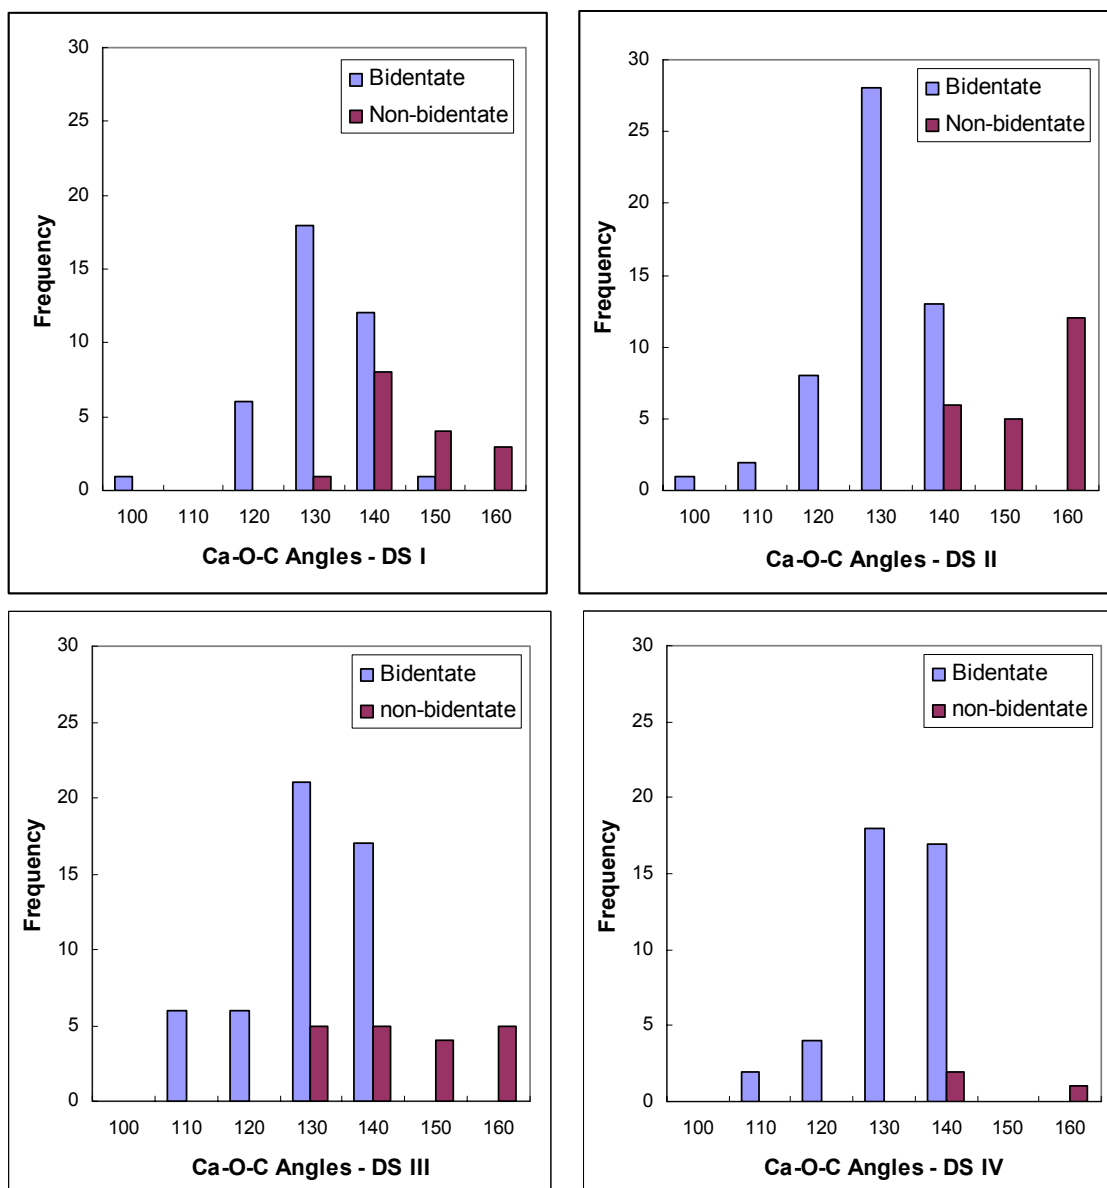 30
25
20
15
10
5
0
Frequency
Bidentate
Non-bidentate
100 110 120 130 140 150 160
Ca-O-C Angles - DS I
30
25
20
15
10
5
0
Frequency
Bidentate
Non-bidentate
100 110 120 130 140 150 160
Ca-O-C Angles - DS II
30
25
20
15
10
5
0
Frequency
Bidentate
non-bidentate
100 110 120 130 140 150 160
Ca-O-C Angles - DS III
30
25
20
15
10
5
0
Frequency
Bidentate
non-bidentate
100 110 120 130 140 150 160
Ca-O-C Angles - DS IV